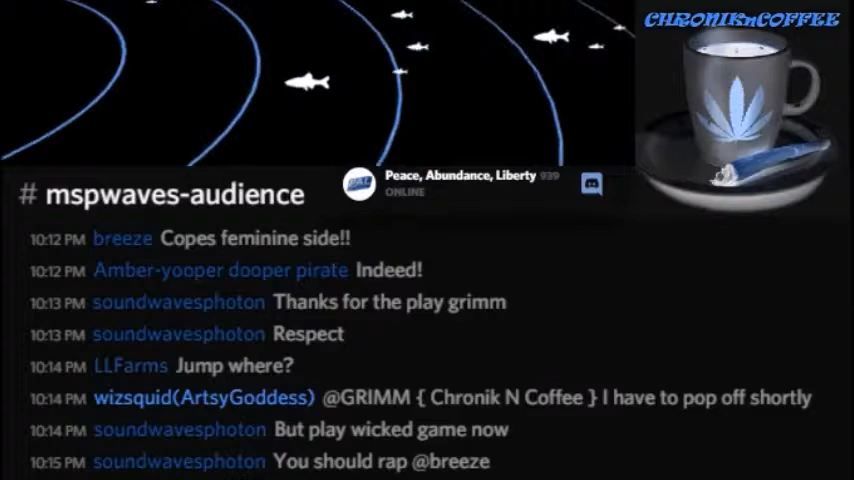 CHRONIKnCOFFEE
# mspwaves-audience
Peace, Abundance, Liberty 939
ONLINE
10:12 PM breeze Copes feminine side!!
10:12 PM Amber-yooper dooper pirate Indeed!
10:13 PM soundwavesphoton Thanks for the play grimm
10:13 PM soundwavesphoton Respect
10:14 PM LLFarms Jump where?
10:14 PM wizsquid(ArtsyGoddess) @GRIMM { Chronik N Coffee } I have to pop off shortly
10:14 PM soundwavesphoton But play wicked game now
10:15 PM soundwavesphoton You should rap @breeze